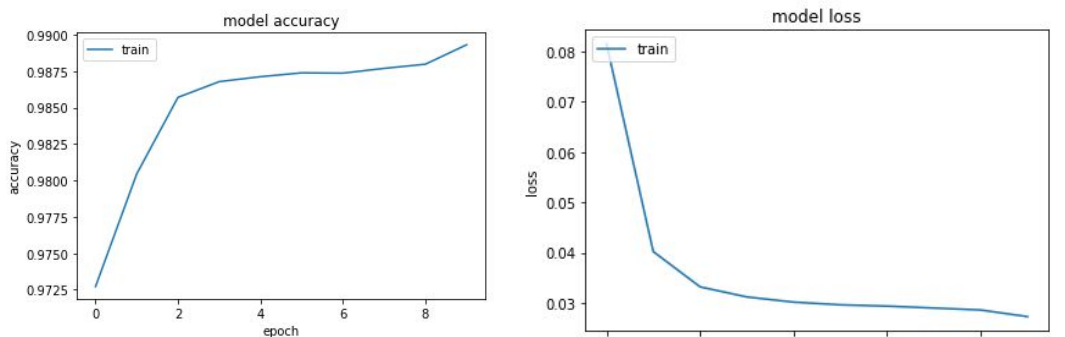 model accuracy
train
0.9900
0.9875
0.9850
0.9825
0.9800
0.9775
0.9750
0.9725
accuracy
0 2 4 6 8
epoch
model loss
train
0.08
0.07
0.06
0.05
0.04
0.03
loss